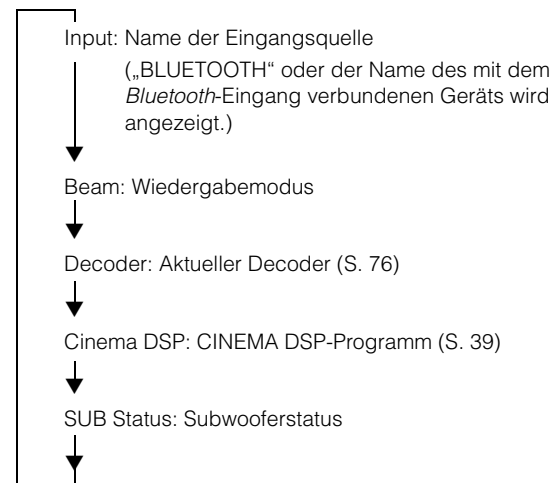 Input: Name der Eingangsquelle
(„BLUETOOTH“ oder der Name des mit dem
Bluetooth-Eingang verbundenen Geräts wird
angezeigt.)
Beam: Wiedergabemodus
Decoder: Aktueller Decoder (S. 76)
Cinema DSP: CINEMA DSP-Programm (S. 39)
SUB Status: Subwooferstatus